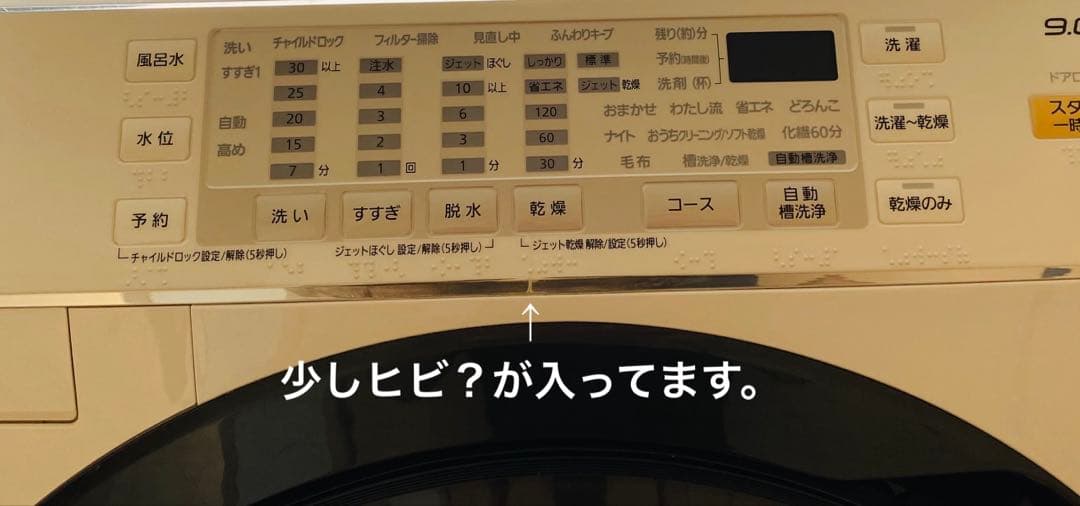 風呂水
水位
予約
洗い チャイルドロック フィルター掃除 見直し中 ふんわりキープ
すすぎ1
自動
高め
30 以上
25
20
15
7 分
注水
4
3
2
1 回
ジェット ほぐし
10 以上
6
3
1 分
しっかり 標準
省エネ ジェット 乾燥
120
60
30 分
残り(約)分
予約(時間後)
洗剤(杯)
おまかせ わたし流 省エネ どろんこ
ナイト おうちクリーニング/ソフト乾燥 化繊60分
毛布 槽洗浄/乾燥 自動槽洗浄
洗い すすぎ 脱水 乾燥 コース 自動槽洗浄
チャイルドロック設定/解除(5秒押し)
ジェットほぐし 設定/解除(5秒押し)
ジェット乾燥 解除/設定(5秒押し)
洗濯
洗濯~乾燥
乾燥のみ
9.0
ドアロ
スタ
一時
↑
少しヒビ?が入ってます。